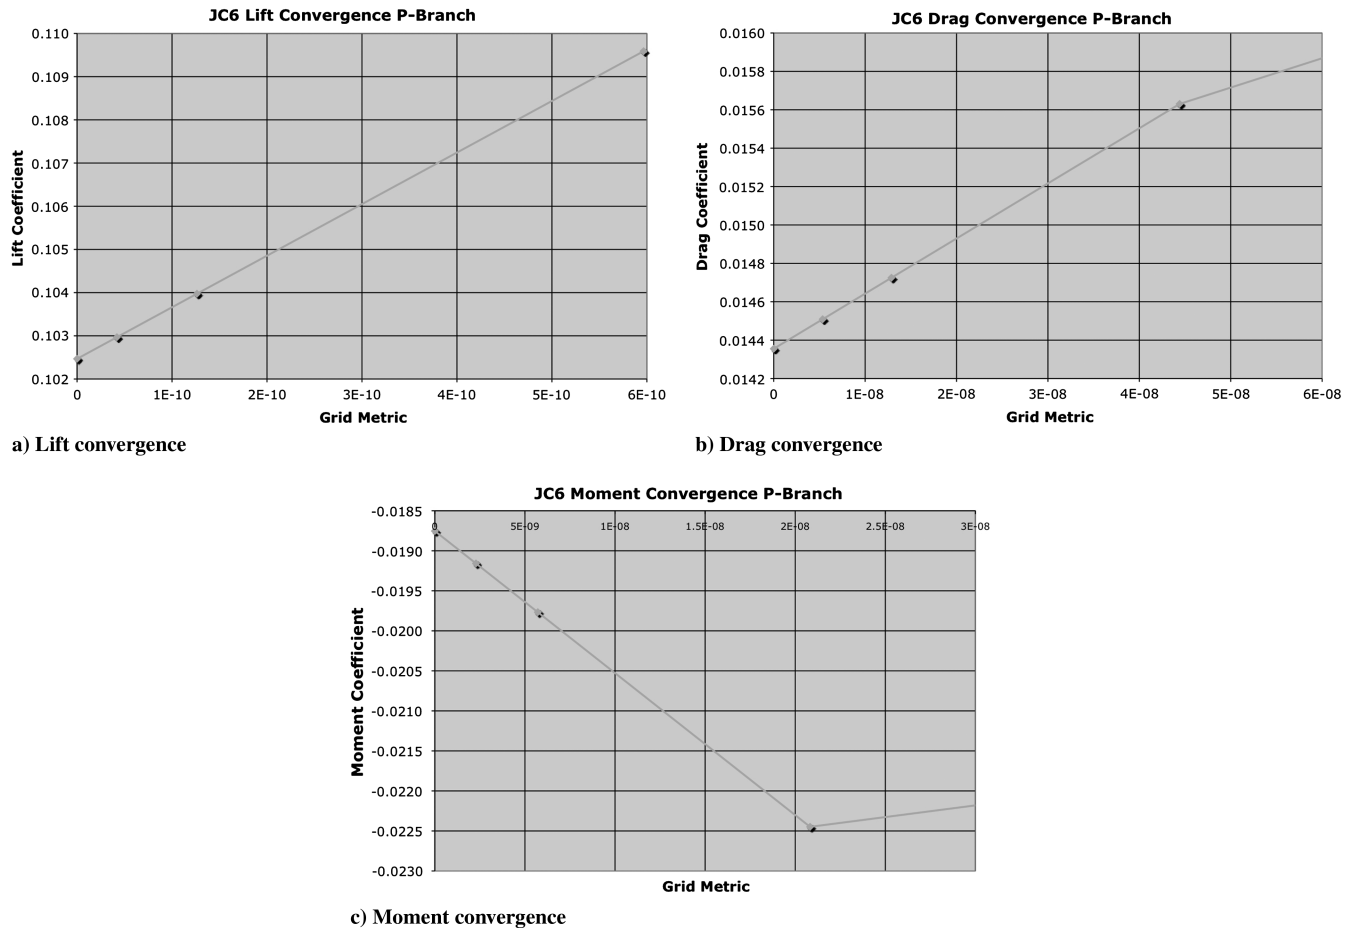 JC6 Lift Convergence P-Branch
0.110
0.109
0.108
0.107
0.106
0.105
0.104
0.103
0.102
Lift Coefficient
0 1E-10 2E-10 3E-10 4E-10 5E-10 6E-10
Grid Metric
a) Lift convergence
JC6 Drag Convergence P-Branch
0.0160
0.0158
0.0156
0.0154
0.0152
0.0150
0.0148
0.0146
0.0144
0.0142
Drag Coefficient
0 1E-08 2E-08 3E-08 4E-08 5E-08 6E-08
Grid Metric
b) Drag convergence
JC6 Moment Convergence P-Branch
-0.0185
-0.0190
-0.0195
-0.0200
-0.0205
-0.0210
-0.0215
-0.0220
-0.0225
-0.0230
Moment Coefficient
0 5E-09 1E-08 1.5E-08 2E-08 2.5E-08 3E-08
Grid Metric
c) Moment convergence